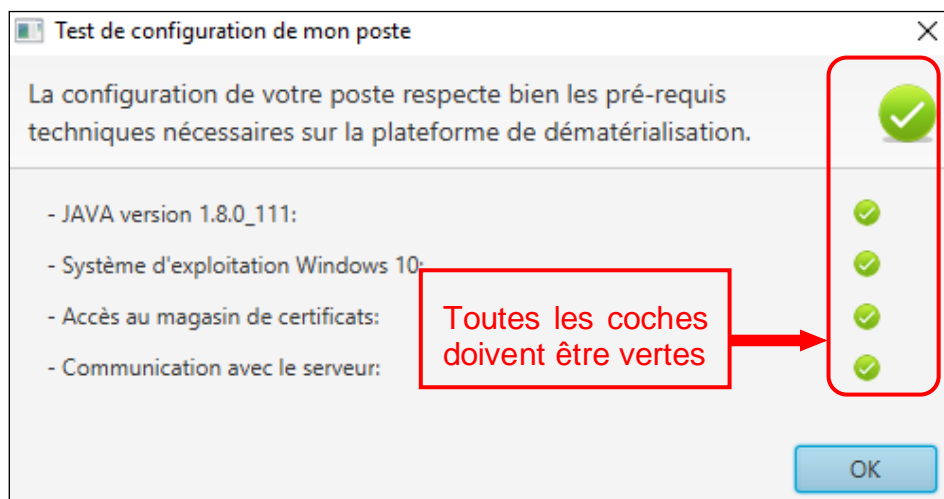 Test de configuration de mon poste
La configuration de votre poste respecte bien les pré-requis
techniques nécessaires sur la plateforme de dématérialisation.
- JAVA version 1.8.0_111:
- Système d'exploitation Windows 10:
- Accès au magasin de certificats:
- Communication avec le serveur:
Toutes les coches
doivent être vertes
OK